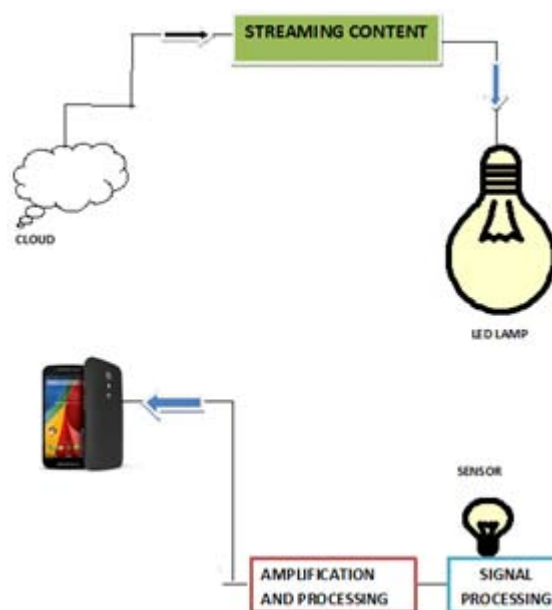 STREAMING CONTENT
CLOUD
LED LAMP
SENSOR
AMPLIFICATION
AND PROCESSING
SIGNAL
PROCESSING